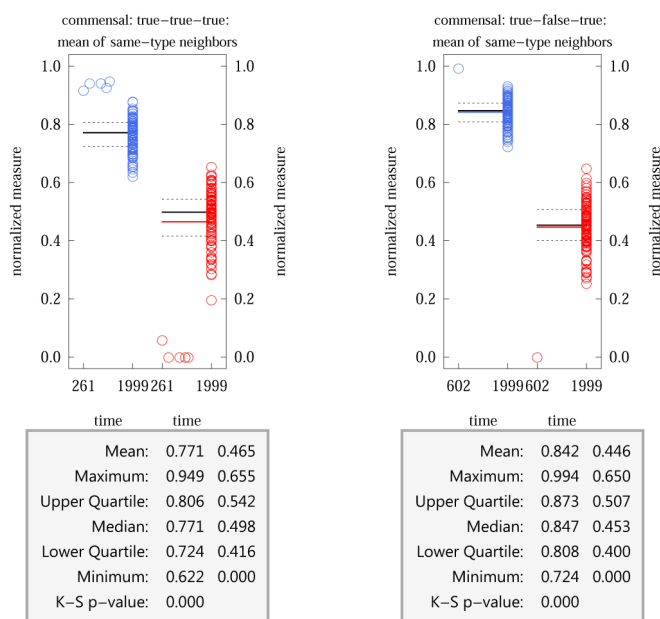 commensal: true−true−true:
mean of same−type neighbors
1.0
0.8
0.6
0.4
0.2
0.0
normalized measure
1.0
0.8
0.6
0.4
0.2
0.0
normalized measure
261 1999 261 1999
time time
Mean: 0.771 0.465
Maximum: 0.949 0.655
Upper Quartile: 0.806 0.542
Median: 0.771 0.498
Lower Quartile: 0.724 0.416
Minimum: 0.622 0.000
K−S p−value: 0.000
commensal: true−false−true:
mean of same−type neighbors
1.0
0.8
0.6
0.4
0.2
0.0
normalized measure
1.0
0.8
0.6
0.4
0.2
0.0
normalized measure
602 1999 602 1999
time time
Mean: 0.842 0.446
Maximum: 0.994 0.650
Upper Quartile: 0.873 0.507
Median: 0.847 0.453
Lower Quartile: 0.808 0.400
Minimum: 0.724 0.000
K−S p−value: 0.000